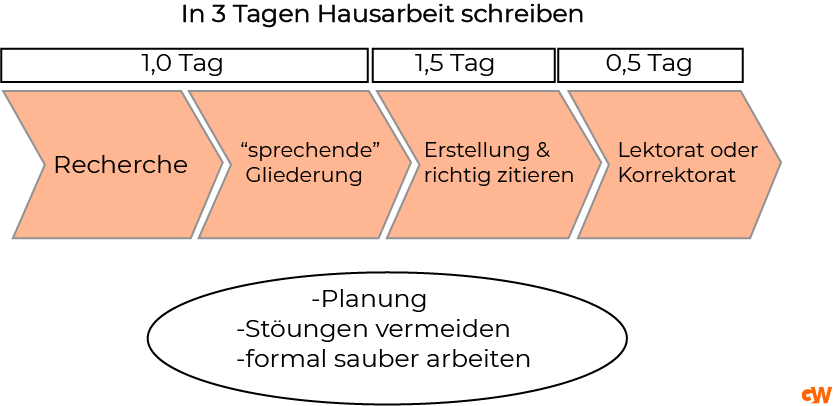 In 3 Tagen Hausarbeit schreiben
1,0 Tag
1,5 Tag
0,5 Tag
Recherche
“sprechende”
Gliederung
Erstellung &
richtig zitieren
Lektorat oder
Korrektorat
-Planung
-Stöungen vermeiden
-formal sauber arbeiten
GW